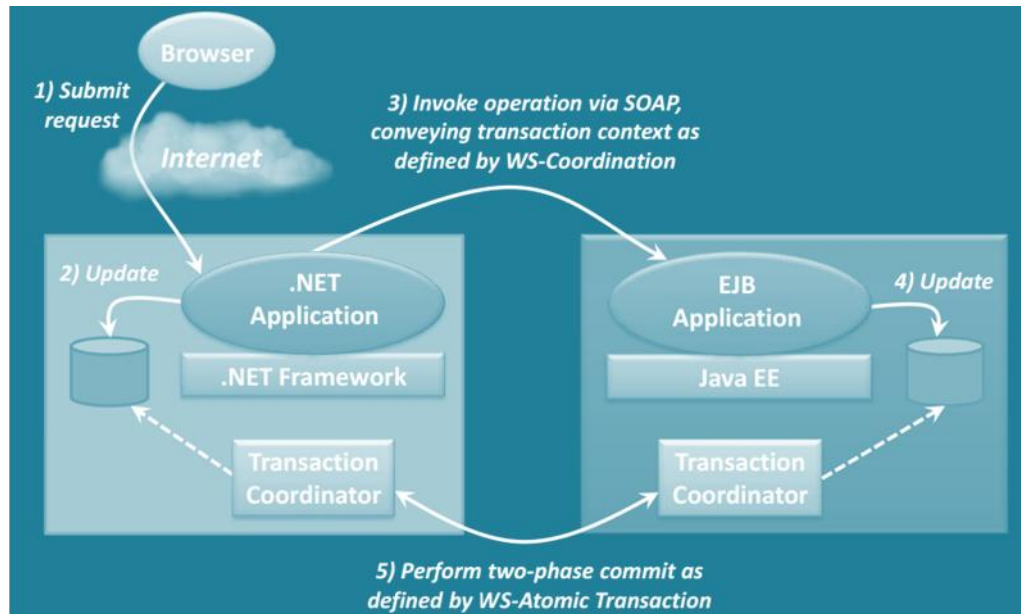 Browser
1) Submit
request
Internet
3) Invoke operation via SOAP,
conveying transaction context as
defined by WS-Coordination
2) Update
.NET
Application
.NET Framework
EJB
Application
4) Update
Java EE
Transaction
Coordinator
Transaction
Coordinator
5) Perform two-phase commit as
defined by WS-Atomic Transaction